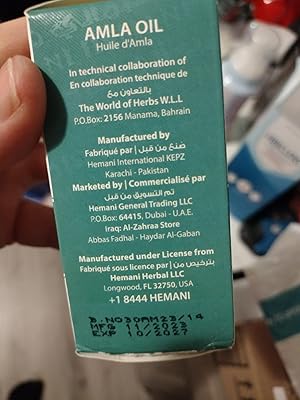 AMLA OIL
Huile d'Amla
In technical collaboration of
En collaboration technique de
بالتعاون مع
The World of Herbs W.L.L
P.O.Box: 2156 Manama, Bahrain
Manufactured by
Fabriqué par | صنع من قبل
Hemani International KEPZ
Karachi - Pakistan
Marketed by | Commercialisé par
تم التسويق من قبل
Hemani General Trading LLC
P.O.BOX: 64415, Dubai - U.A.E.
Iraq: Al-Zahraa Store
Abbas Fadhal - Haydar Al-Gaban
Manufactured under License from
Fabriqué sous licence par | بترخيص من
Hemani Herbal LLC
Longwood, FL 32750, USA
+1 8444 HEMANI
B.NO30AM23/14
MFG 11/2023
EXP 10/2027